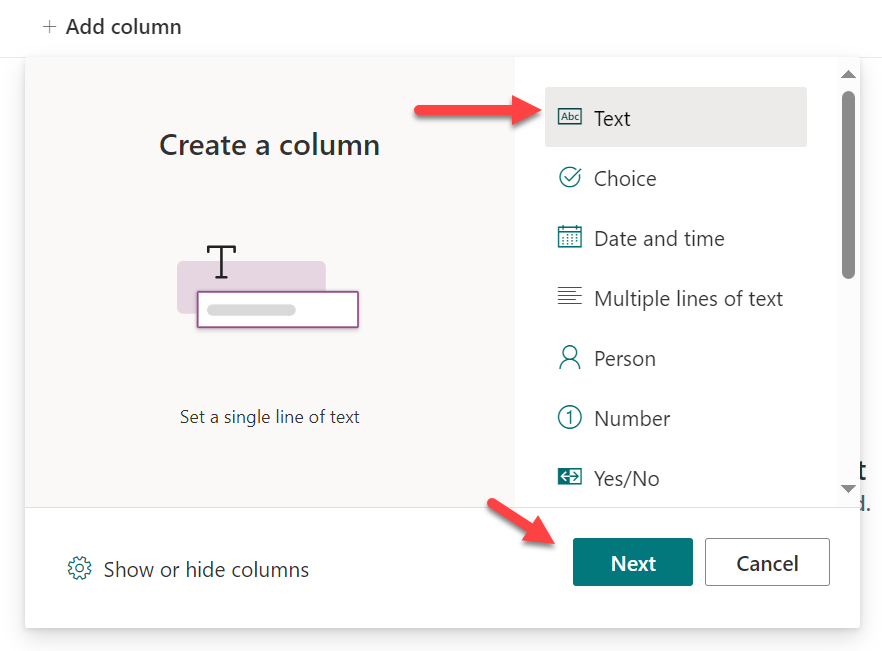 + Add column
Create a column
T
Set a single line of text
Abc Text
Choice
Date and time
Multiple lines of text
Person
1 Number
Yes/No
t
d.
Show or hide columns
Next
Cancel